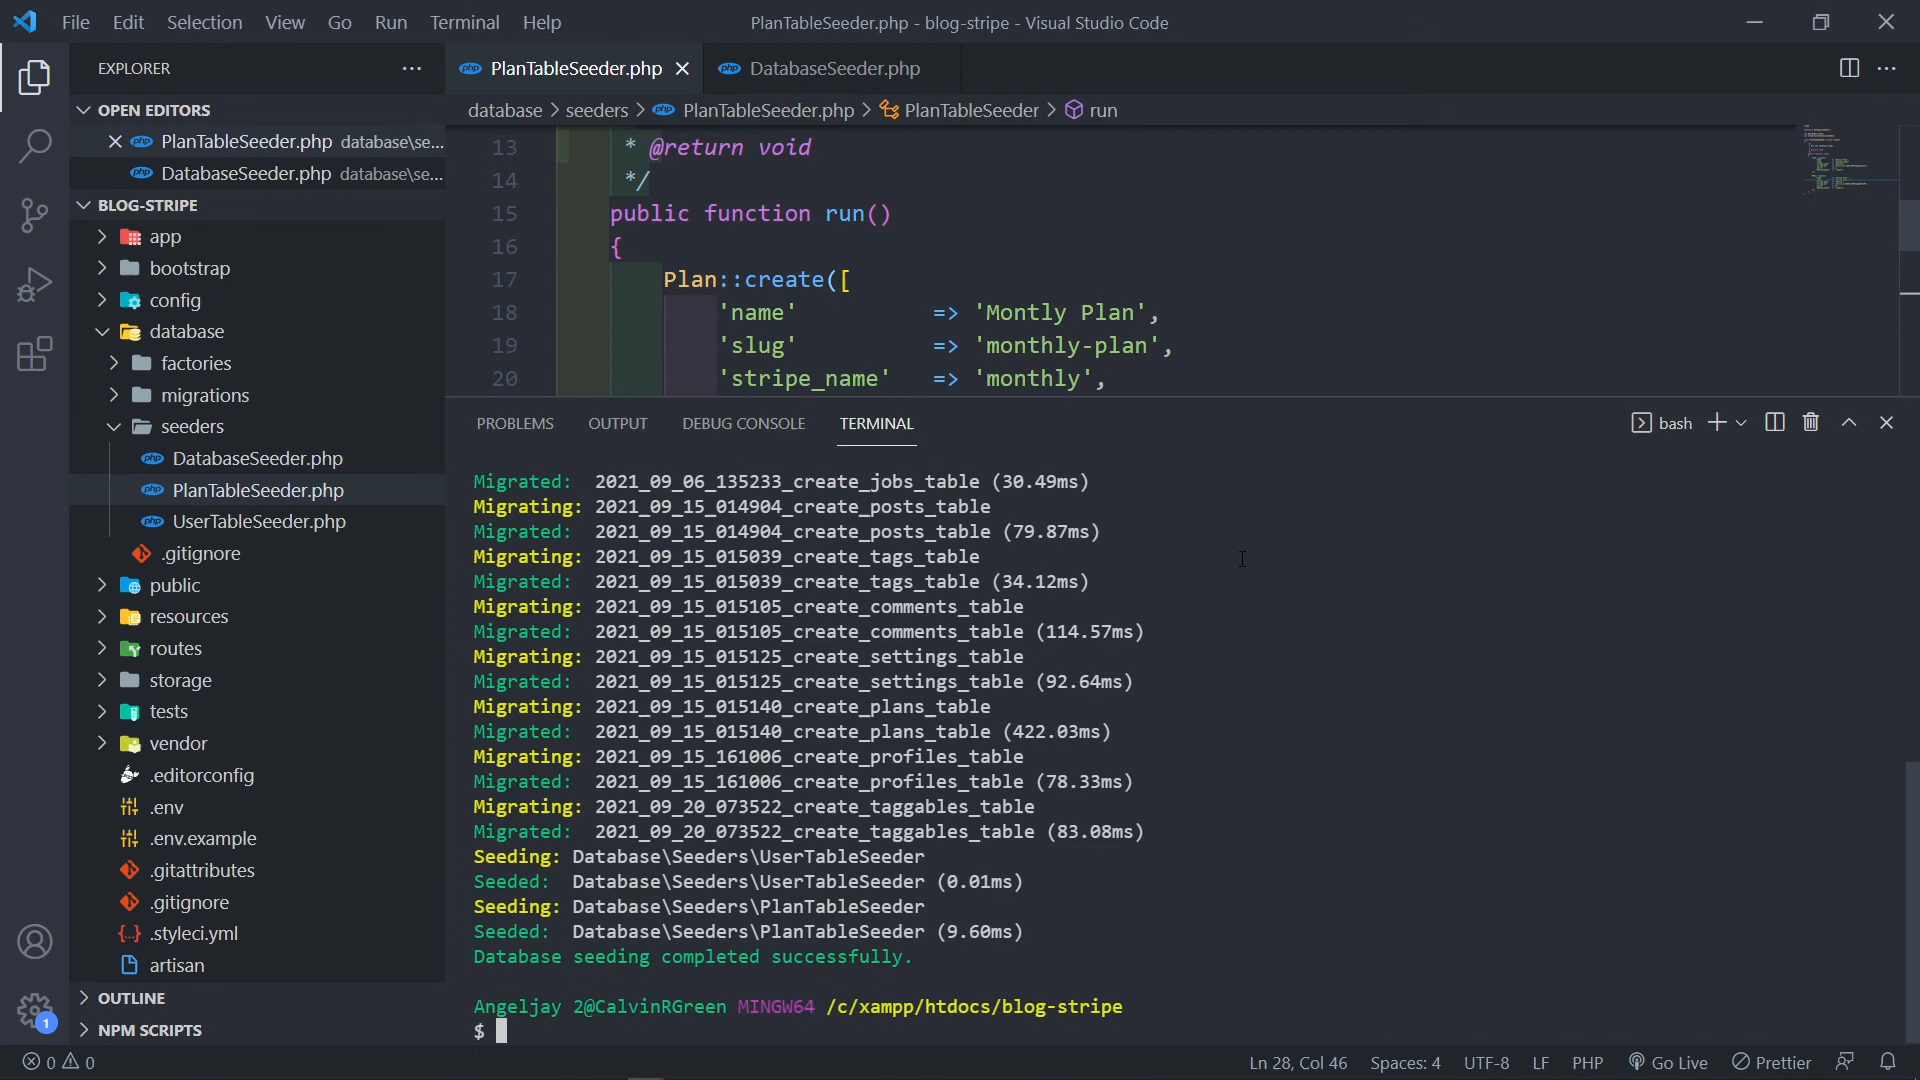 File Edit Selection View Go Run Terminal Help
PlanTableSeeder.php - blog-stripe - Visual Studio Code
EXPLORER
OPEN EDITORS
PlanTableSeeder.php database\se...
DatabaseSeeder.php database\se...
BLOG-STRIPE
app
bootstrap
config
database
factories
migrations
seeders
DatabaseSeeder.php
PlanTableSeeder.php
UserTableSeeder.php
.gitignore
public
resources
routes
storage
tests
vendor
.editorconfig
.env
.env.example
.gitattributes
.gitignore
.styleci.yml
artisan
OUTLINE
NPM SCRIPTS
1
PlanTableSeeder.php
DatabaseSeeder.php
database > seeders > PlanTableSeeder.php > PlanTableSeeder > run
13 * @return void
14 */
15 public function run()
16 {
17 Plan::create([
18 'name' => 'Montly Plan',
19 'slug' => 'monthly-plan',
20 'stripe_name' => 'monthly',
PROBLEMS OUTPUT DEBUG CONSOLE TERMINAL
bash
Migrated: 2021_09_06_135233_create_jobs_table (30.49ms)
Migrating: 2021_09_15_014904_create_posts_table
Migrated: 2021_09_15_014904_create_posts_table (79.87ms)
Migrating: 2021_09_15_015039_create_tags_table
Migrated: 2021_09_15_015039_create_tags_table (34.12ms)
Migrating: 2021_09_15_015105_create_comments_table
Migrated: 2021_09_15_015105_create_comments_table (114.57ms)
Migrating: 2021_09_15_015125_create_settings_table
Migrated: 2021_09_15_015125_create_settings_table (92.64ms)
Migrating: 2021_09_15_015140_create_plans_table
Migrated: 2021_09_15_015140_create_plans_table (422.03ms)
Migrating: 2021_09_15_161006_create_profiles_table
Migrated: 2021_09_15_161006_create_profiles_table (78.33ms)
Migrating: 2021_09_20_073522_create_taggables_table
Migrated: 2021_09_20_073522_create_taggables_table (83.08ms)
Seeding: Database\Seeders\UserTableSeeder
Seeded: Database\Seeders\UserTableSeeder (0.01ms)
Seeding: Database\Seeders\PlanTableSeeder
Seeded: Database\Seeders\PlanTableSeeder (9.60ms)
Database seeding completed successfully.
Angeljay 2@CalvinRGreen MINGW64 /c/xampp/htdocs/blog-stripe
$
0 0
Ln 28, Col 46 Spaces: 4 UTF-8 LF PHP Go Live Prettier